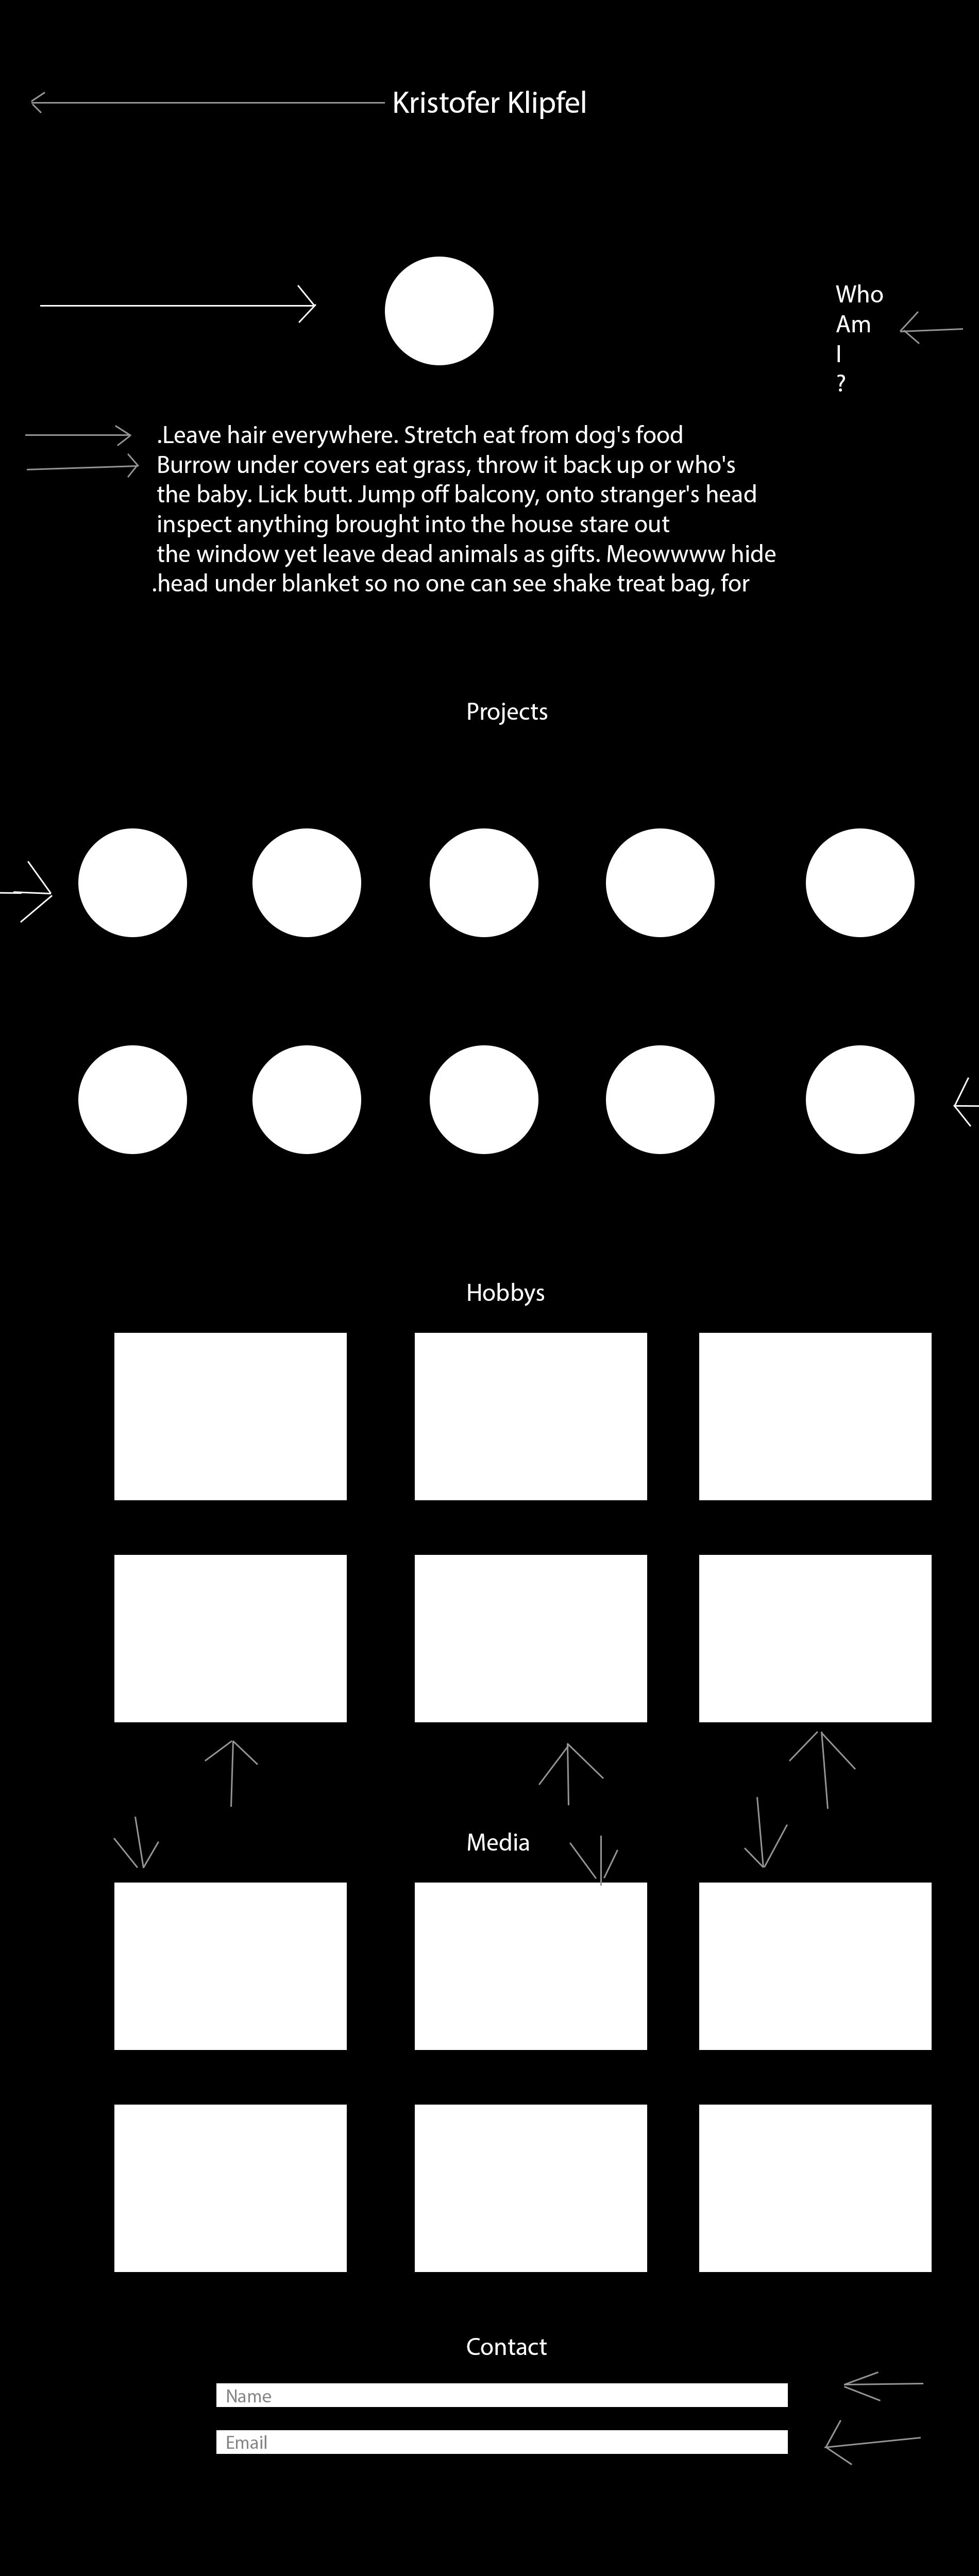 Kristofer Klipfel
Who
Am
I
?
.Leave hair everywhere. Stretch eat from dog's food
Burrow under covers eat grass, throw it back up or who's
the baby. Lick butt. Jump off balcony, onto stranger's head
inspect anything brought into the house stare out
the window yet leave dead animals as gifts. Meowwww hide
.head under blanket so no one can see shake treat bag, for
Projects
Hobbys
Media
Contact
Name
Email